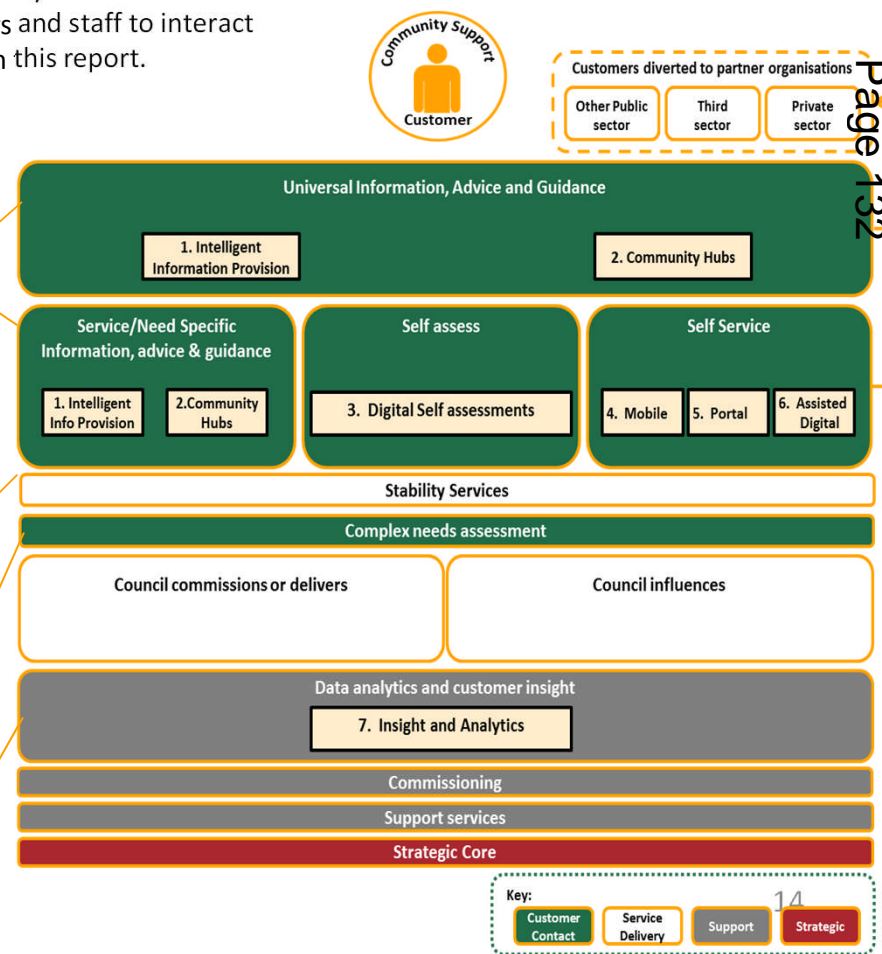 s and staff to interact
this report.
Community Support
Customer
Customers diverted to partner organisations
Other Public
sector
Third
sector
Private
sector
Page 132
Universal Information, Advice and Guidance
1. Intelligent
Information Provision
2. Community Hubs
Service/Need Specific
Information, advice & guidance
1. Intelligent
Info Provision
2.Community
Hubs
Self assess
3. Digital Self assessments
Self Service
4. Mobile
5. Portal
6. Assisted
Digital
Stability Services
Complex needs assessment
Council commissions or delivers
Council influences
Data analytics and customer insight
7. Insight and Analytics
Commissioning
Support services
Strategic Core
Key:
Customer
Contact
Service
Delivery
Support
Strategic
14